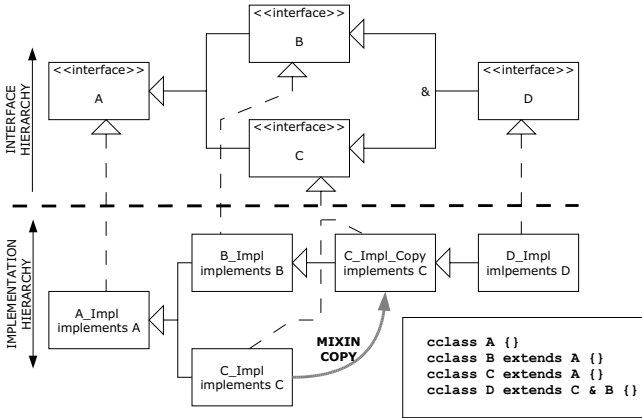 <<interface>>
B
<<interface>>
A
<<interface>>
D
&
<<interface>>
C
INTERFACE
HIERARCHY
IMPLEMENTATION
HIERARCHY
B_Impl
implements B
C_Impl_Copy
implements C
D_Impl
imlpements D
A_Impl
implements A
C_Impl
implements C
MIXIN
COPY
cclass A {}
cclass B extends A {}
cclass C extends A {}
cclass D extends C & B {}